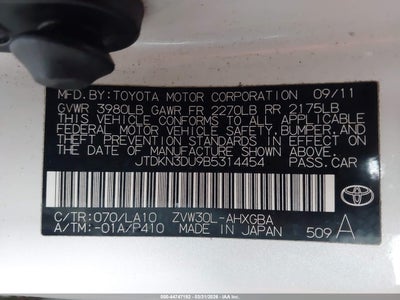 MFD.BY: TOYOTA MOTOR CORPORATION 09/11
GVWR 3980LB GAWR FR 2270LB RR 2175LB
THIS VEHICLE CONFORMS TO ALL APPLICABLE
FEDERAL MOTOR VEHICLE SAFETY, BUMPER, AND
THEFT PREVENTION STANDARDS IN EFFECT ON
THE DATE OF MANUFACTURE SHOWN ABOVE.
JTDKN3DU9B5314454 PASS.CAR
C/TR:070/LA10 ZVW30L-AHXGBA
A/TM:-01A/P410 MADE IN JAPAN 509 A
TOYOTA